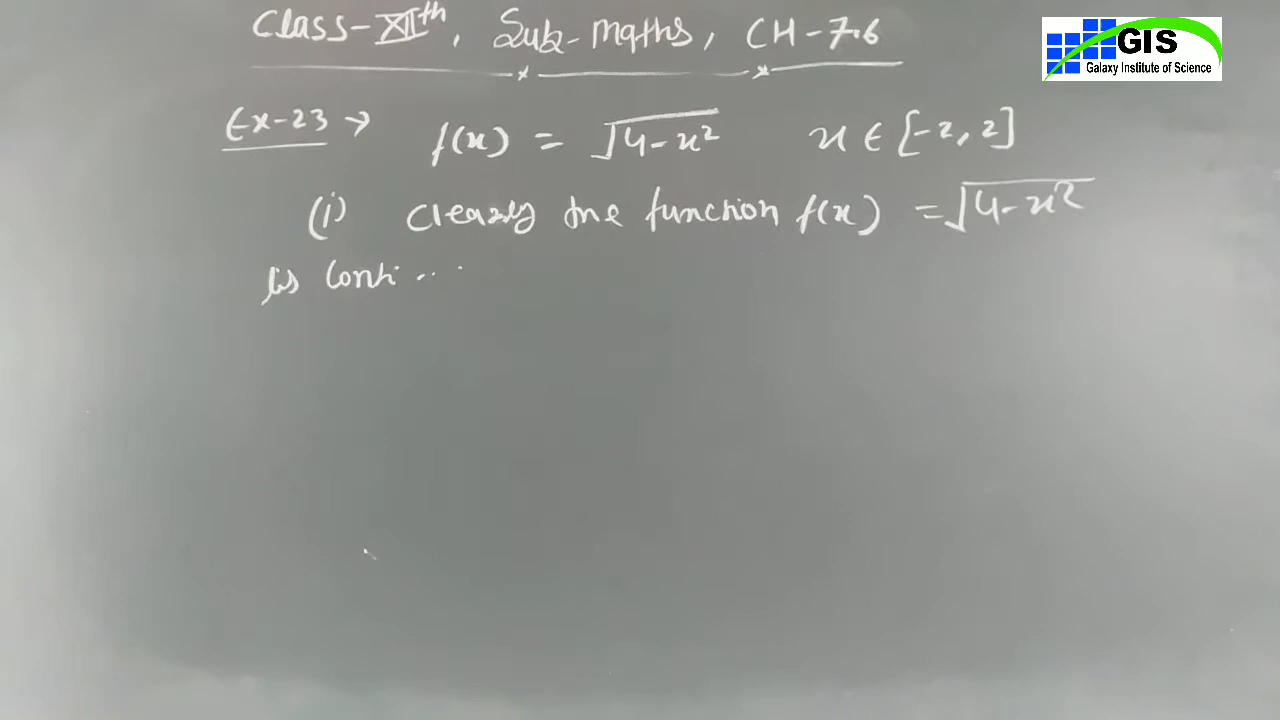 Class-XIIth, Sub-Maths, CH-7.6
GIS
Galaxy Institute of Science
Ex-23 → f(x) = √4-x² x ∈ [-2, 2]
(i) Clearly the function f(x) = √4-x²
is conti...